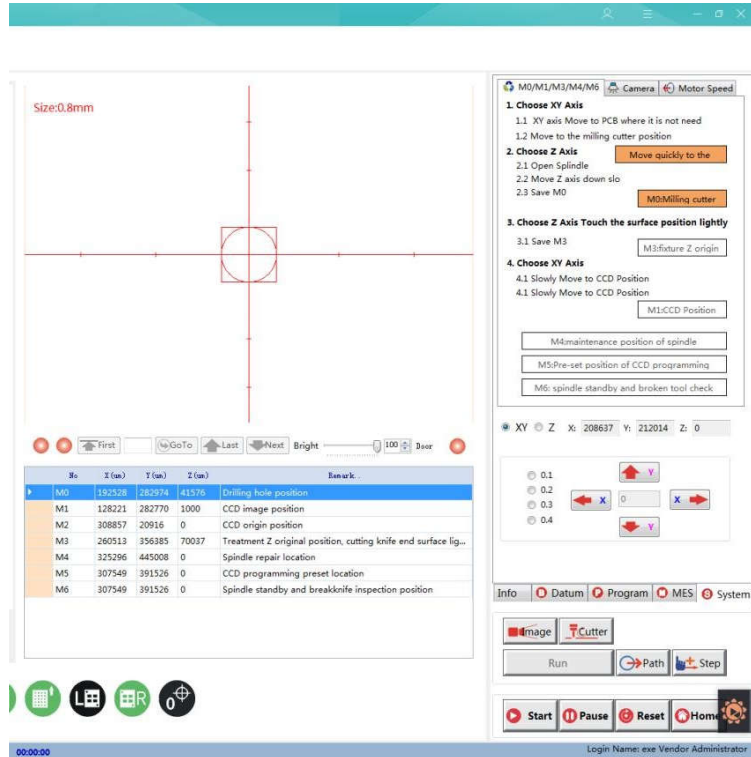 Size:0.8mm
First
GoTo
Last
Next
Bright
100
Door
No X(um) Y(um) Z(um) Remark..
M0 192528 282974 41576 Drilling hole position
M1 128221 282770 1000 CCD image position
M2 308857 20916 0 CCD origin position
M3 260513 356385 70037 Treatment Z original position, cutting knife end surface lig...
M4 325296 445008 0 Spindle repair location
M5 307549 391526 0 CCD programming preset location
M6 307549 391526 0 Spindle standby and breakknife inspection position
L
R
0
00:00:00
M0/M1/M3/M4/M6 Camera Motor Speed
1. Choose XY Axis
1.1 XY axis Move to PCB where it is not need
1.2 Move to the milling cutter position
2. Choose Z Axis
Move quickly to the
2.1 Open Splindle
2.2 Move Z axis down slo
2.3 Save M0
M0:Milling cutter
3. Choose Z Axis Touch the surface position lightly
3.1 Save M3
M3:fixture Z origin
4. Choose XY Axis
4.1 Slowly Move to CCD Position
4.1 Slowly Move to CCD Position
M1:CCD Position
M4:maintenance position of spindle
M5:Pre-set position of CCD programming
M6: spindle standby and broken tool check
XY Z X: 208637 Y: 212014 Z: 0
0.1
0.2
0.3
0.4
Y
X 0 X
Y
Info Datum Program MES System
Image Cutter
Run Path Step
Start Pause Reset Home
Login Name: exe Vendor Administrator